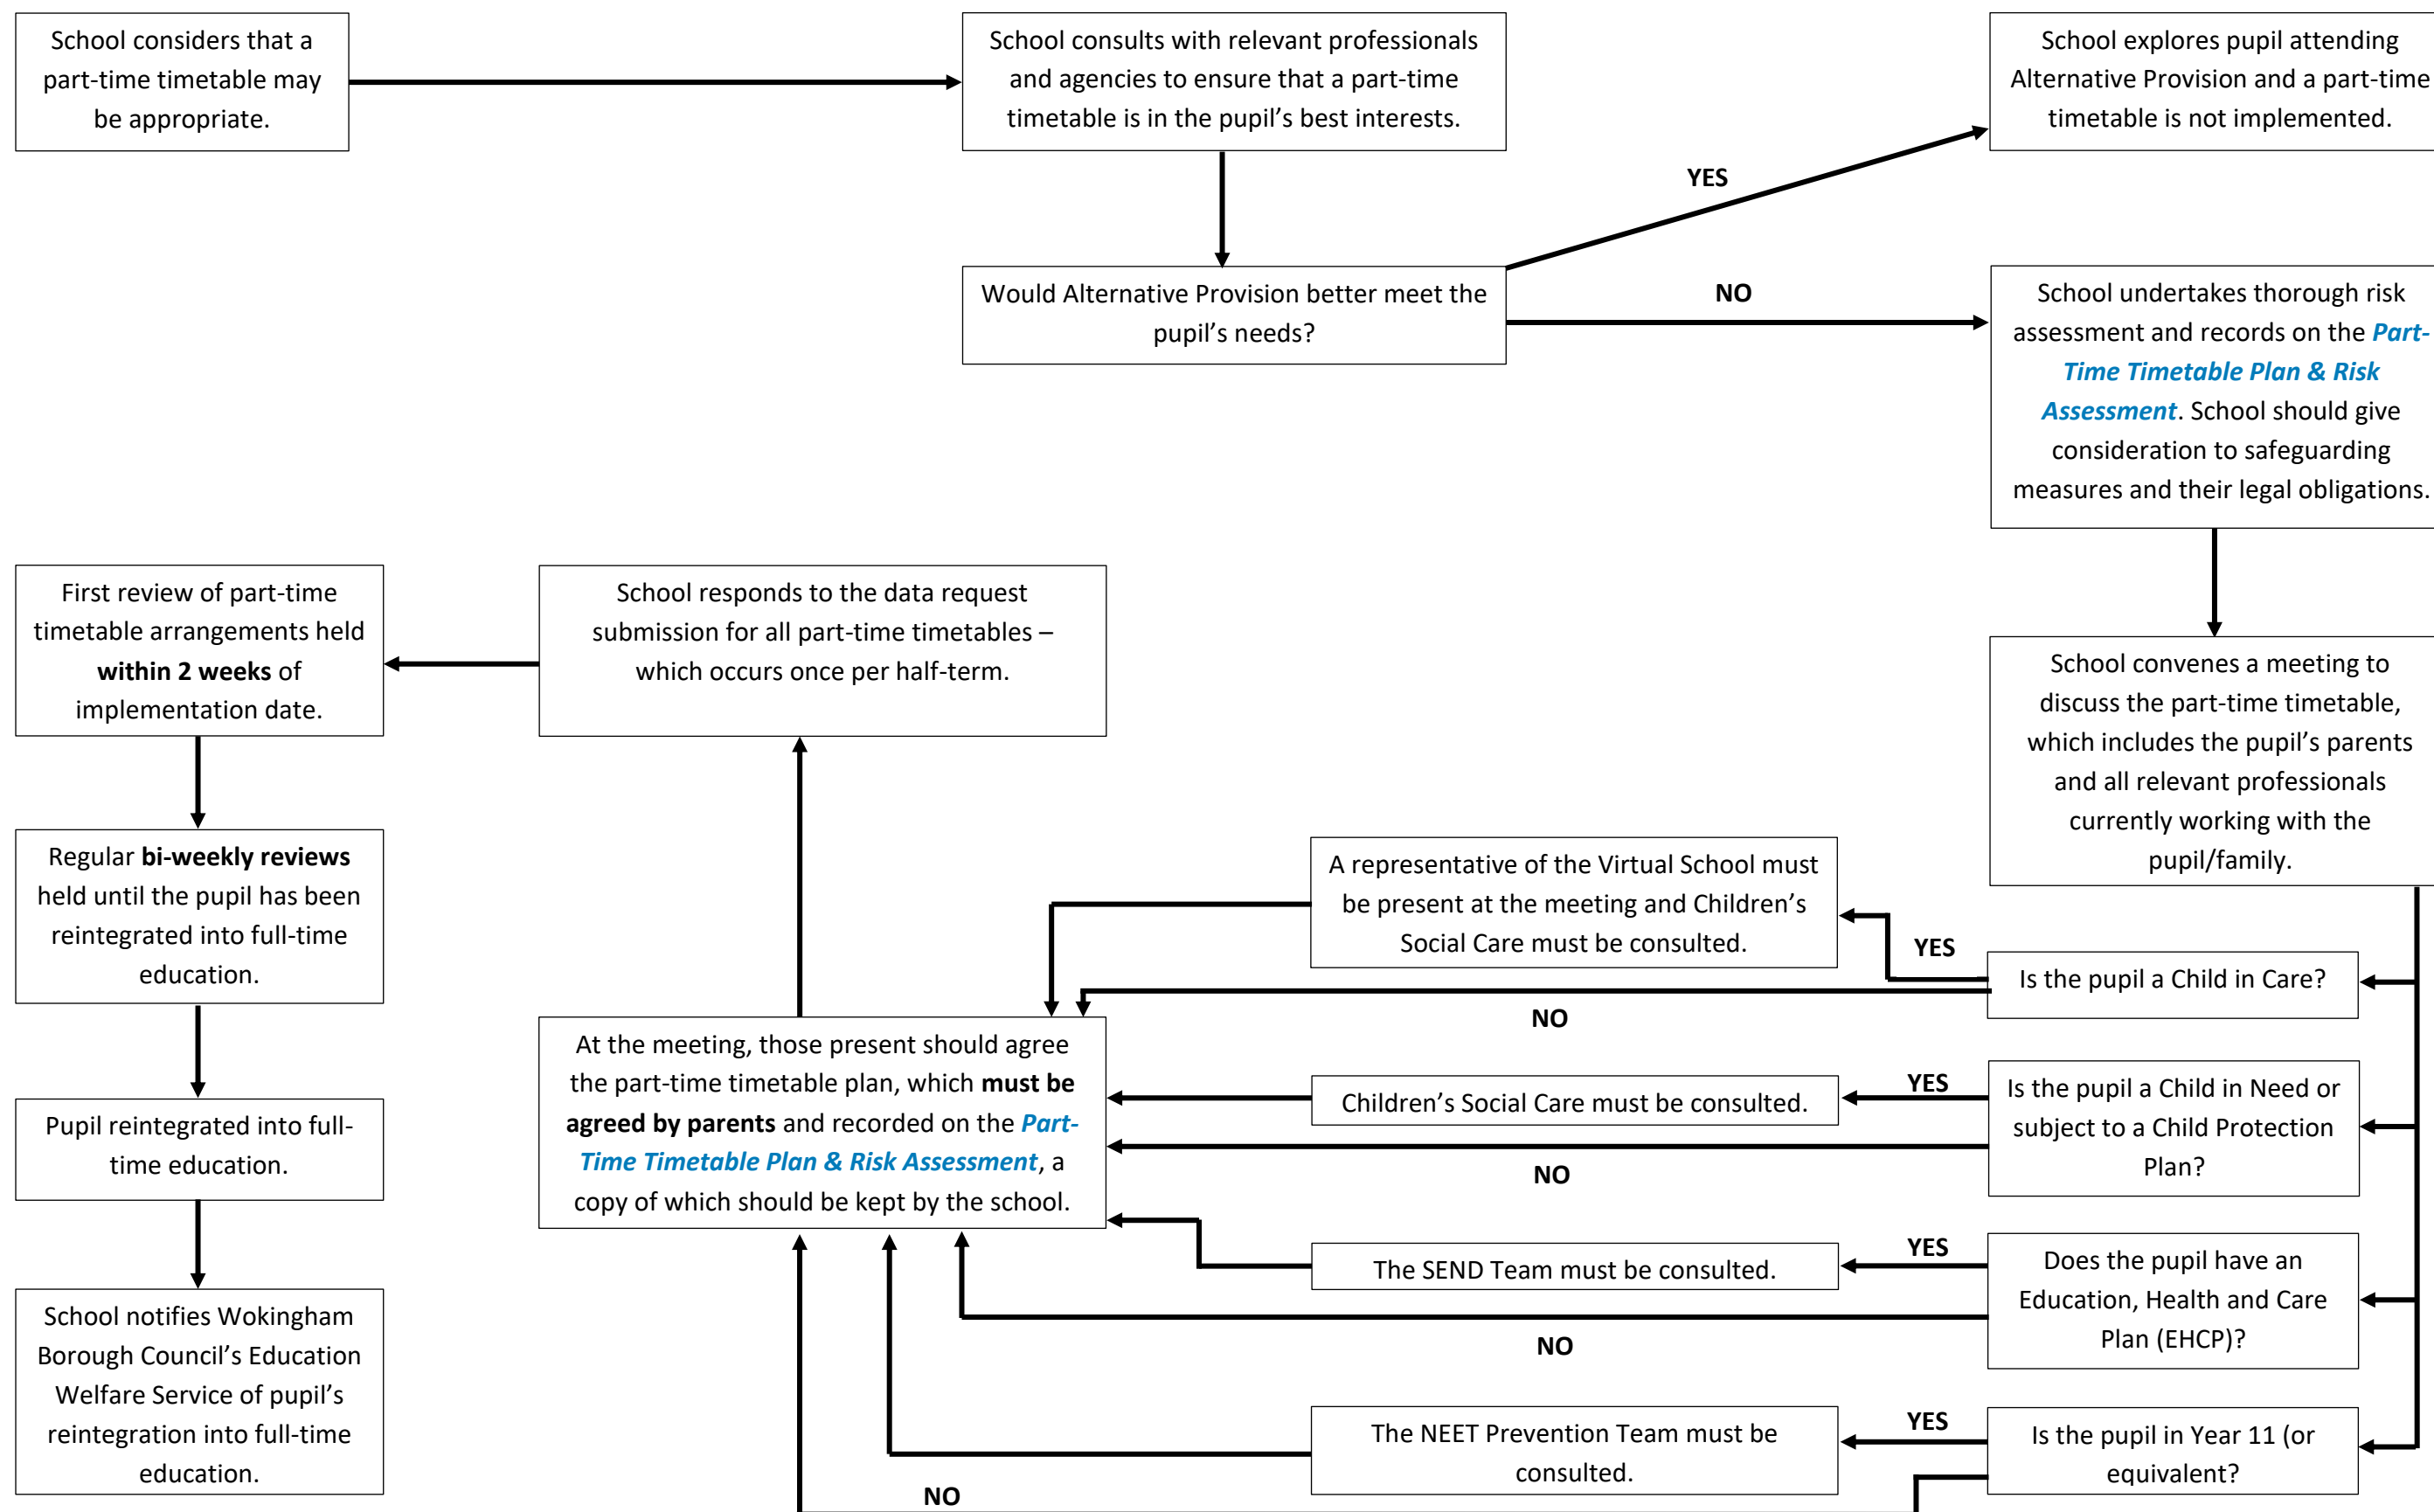 School considers that a
part-time timetable may
be appropriate.
School consults with relevant professionals
and agencies to ensure that a part-time
timetable is in the pupil’s best interests.
School explores pupil attending
Alternative Provision and a part-time
timetable is not implemented.
YES
Would Alternative Provision better meet the
pupil’s needs?
NO
School undertakes thorough risk
assessment and records on the Part-
Time Timetable Plan & Risk
Assessment. School should give
consideration to safeguarding
measures and their legal obligations.
School convenes a meeting to
discuss the part-time timetable,
which includes the pupil’s parents
and all relevant professionals
currently working with the
pupil/family.
Is the pupil a Child in Care?
YES
A representative of the Virtual School must
be present at the meeting and Children’s
Social Care must be consulted.
NO
Is the pupil a Child in Need or
subject to a Child Protection
Plan?
YES
Children’s Social Care must be consulted.
NO
Does the pupil have an
Education, Health and Care
Plan (EHCP)?
YES
The SEND Team must be consulted.
NO
Is the pupil in Year 11 (or
equivalent?
YES
The NEET Prevention Team must be
consulted.
NO
At the meeting, those present should agree
the part-time timetable plan, which must be
agreed by parents and recorded on the Part-
Time Timetable Plan & Risk Assessment, a
copy of which should be kept by the school.
School responds to the data request
submission for all part-time timetables –
which occurs once per half-term.
First review of part-time
timetable arrangements held
within 2 weeks of
implementation date.
Regular bi-weekly reviews
held until the pupil has been
reintegrated into full-time
education.
Pupil reintegrated into full-
time education.
School notifies Wokingham
Borough Council’s Education
Welfare Service of pupil’s
reintegration into full-time
education.